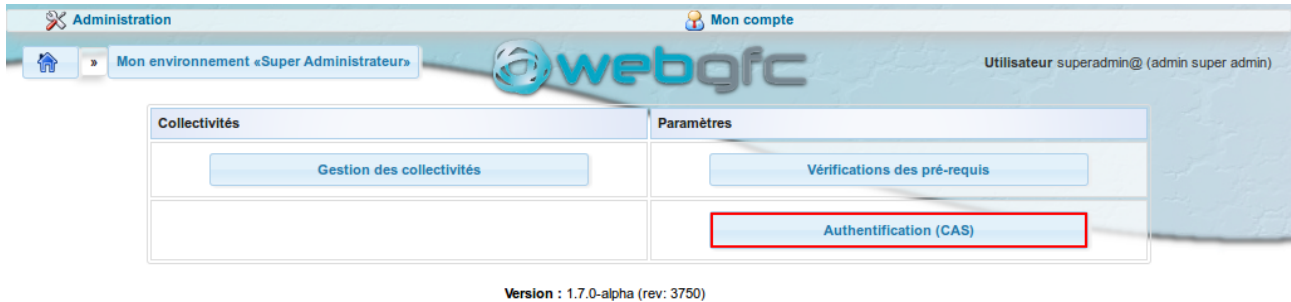 Administration Mon compte
» Mon environnement «Super Administrateur» webgfc Utilisateur superadmin@ (admin super admin)
Collectivités Paramètres
Gestion des collectivités Vérifications des pré-requis
Authentification (CAS)
Version : 1.7.0-alpha (rev: 3750)